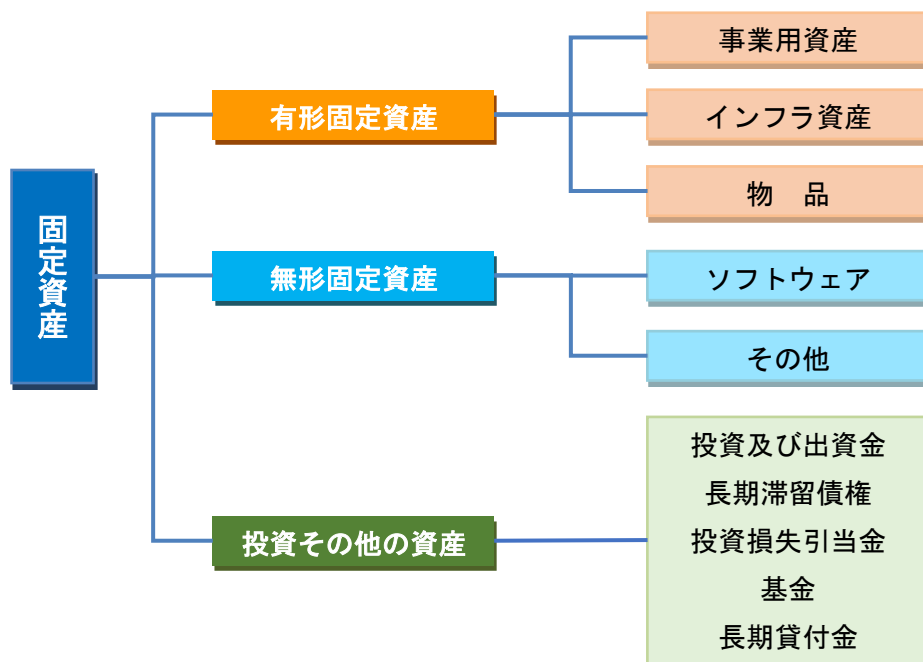 固定資産
有形固定資産
事業用資産
インフラ資産
物　品
無形固定資産
ソフトウェア
その他
投資その他の資産
投資及び出資金
長期滞留債権
投資損失引当金
基金
長期貸付金